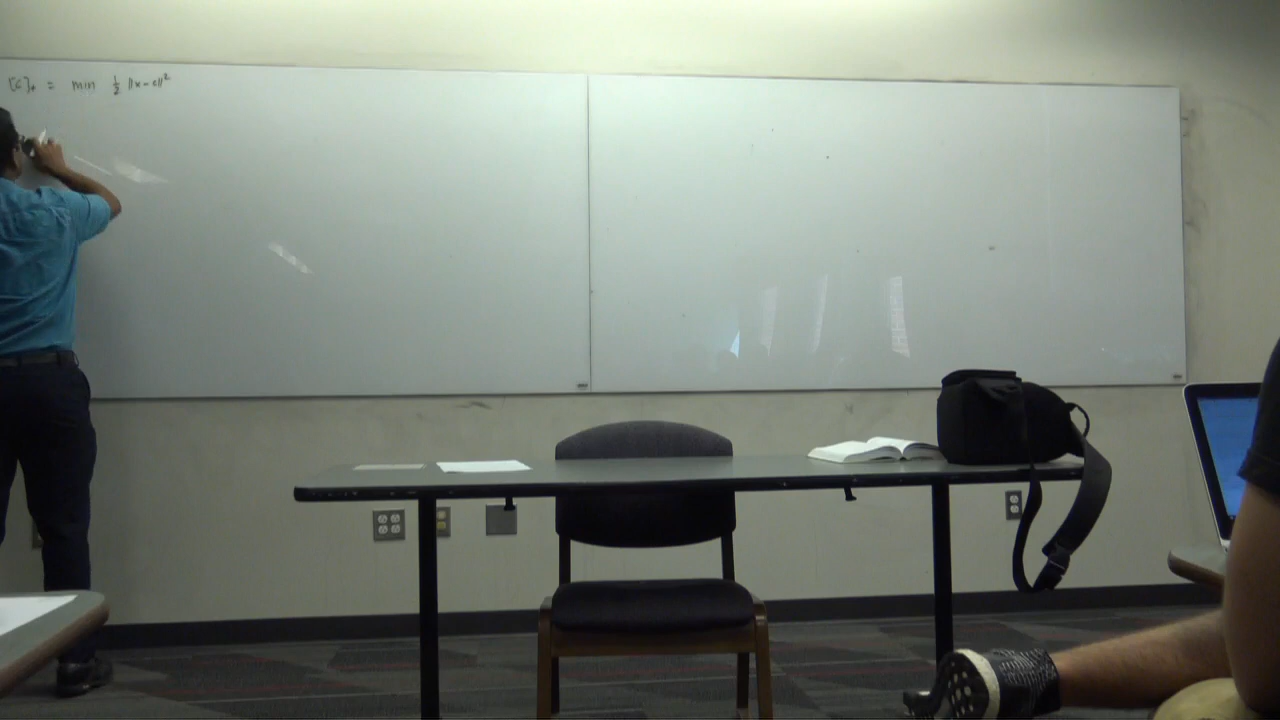 [c]₊ = min ½ ||x - c||²